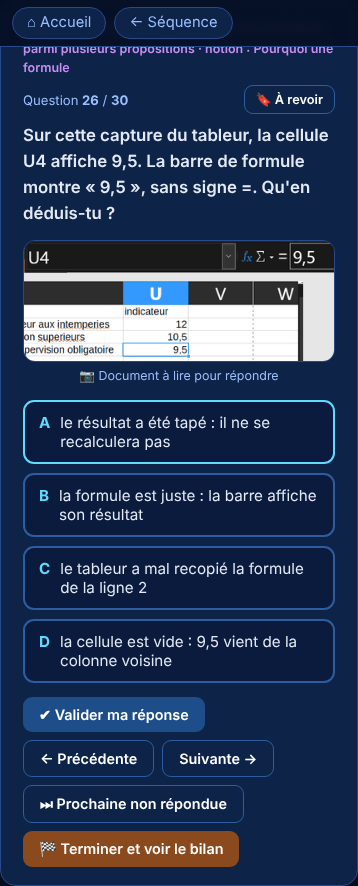 ⌂ Accueil
← Séquence
parmi plusieurs propositions · notion : Pourquoi une
formule
Question 26 / 30
🔖 À revoir
Sur cette capture du tableur, la cellule
U4 affiche 9,5. La barre de formule
montre « 9,5 », sans signe =. Qu'en
déduis-tu ?
U4
fx Σ - = 9,5
U V W
indicateur
eur aux intemperies 12
on superieurs 10,5
pervision obligatoire 9,5
📷 Document à lire pour répondre
A le résultat a été tapé : il ne se
recalculera pas
B la formule est juste : la barre affiche
son résultat
C le tableur a mal recopié la formule
de la ligne 2
D la cellule est vide : 9,5 vient de la
colonne voisine
✔ Valider ma réponse
← Précédente
Suivante →
⏭ Prochaine non répondue
🏁 Terminer et voir le bilan